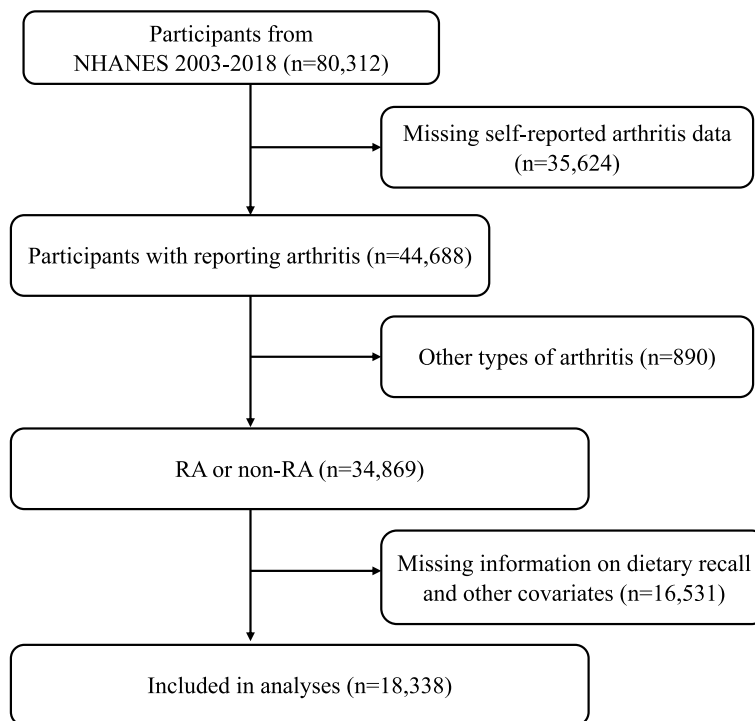 Participants from
NHANES 2003-2018 (n=80,312)
Missing self-reported arthritis data
(n=35,624)
Participants with reporting arthritis (n=44,688)
Other types of arthritis (n=890)
RA or non-RA (n=34,869)
Missing information on dietary recall
and other covariates (n=16,531)
Included in analyses (n=18,338)